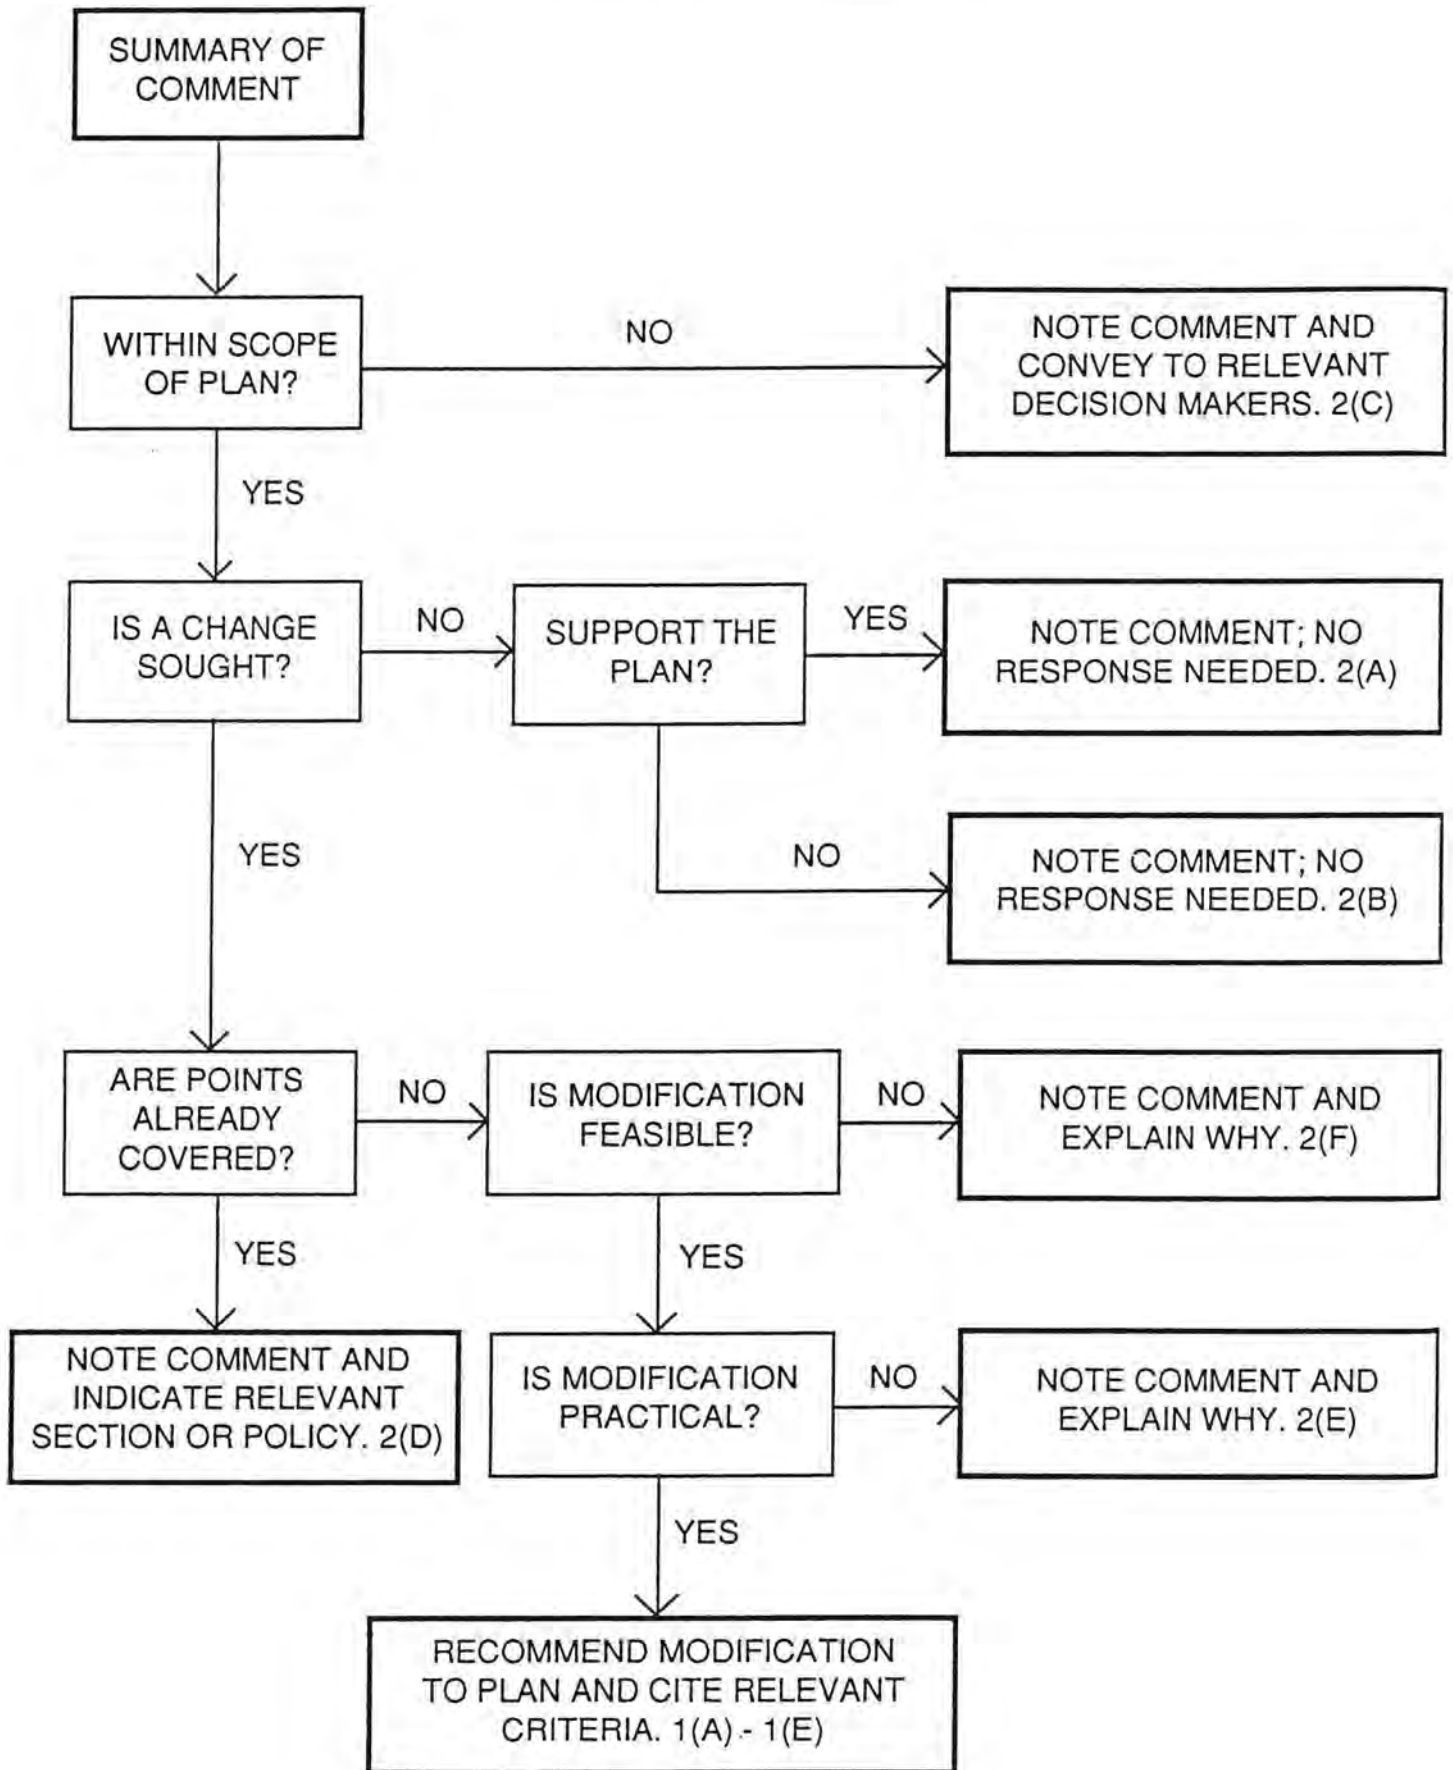 SUMMARY OF
COMMENT
WITHIN SCOPE
OF PLAN?
NO
NOTE COMMENT AND
CONVEY TO RELEVANT
DECISION MAKERS. 2(C)
YES
IS A CHANGE
SOUGHT?
NO
SUPPORT THE
PLAN?
YES
NOTE COMMENT; NO
RESPONSE NEEDED. 2(A)
YES
NO
NOTE COMMENT; NO
RESPONSE NEEDED. 2(B)
ARE POINTS
ALREADY
COVERED?
NO
IS MODIFICATION
FEASIBLE?
NO
NOTE COMMENT AND
EXPLAIN WHY. 2(F)
YES
YES
NOTE COMMENT AND
INDICATE RELEVANT
SECTION OR POLICY. 2(D)
IS MODIFICATION
PRACTICAL?
NO
NOTE COMMENT AND
EXPLAIN WHY. 2(E)
YES
RECOMMEND MODIFICATION
TO PLAN AND CITE RELEVANT
CRITERIA. 1(A) - 1(E)